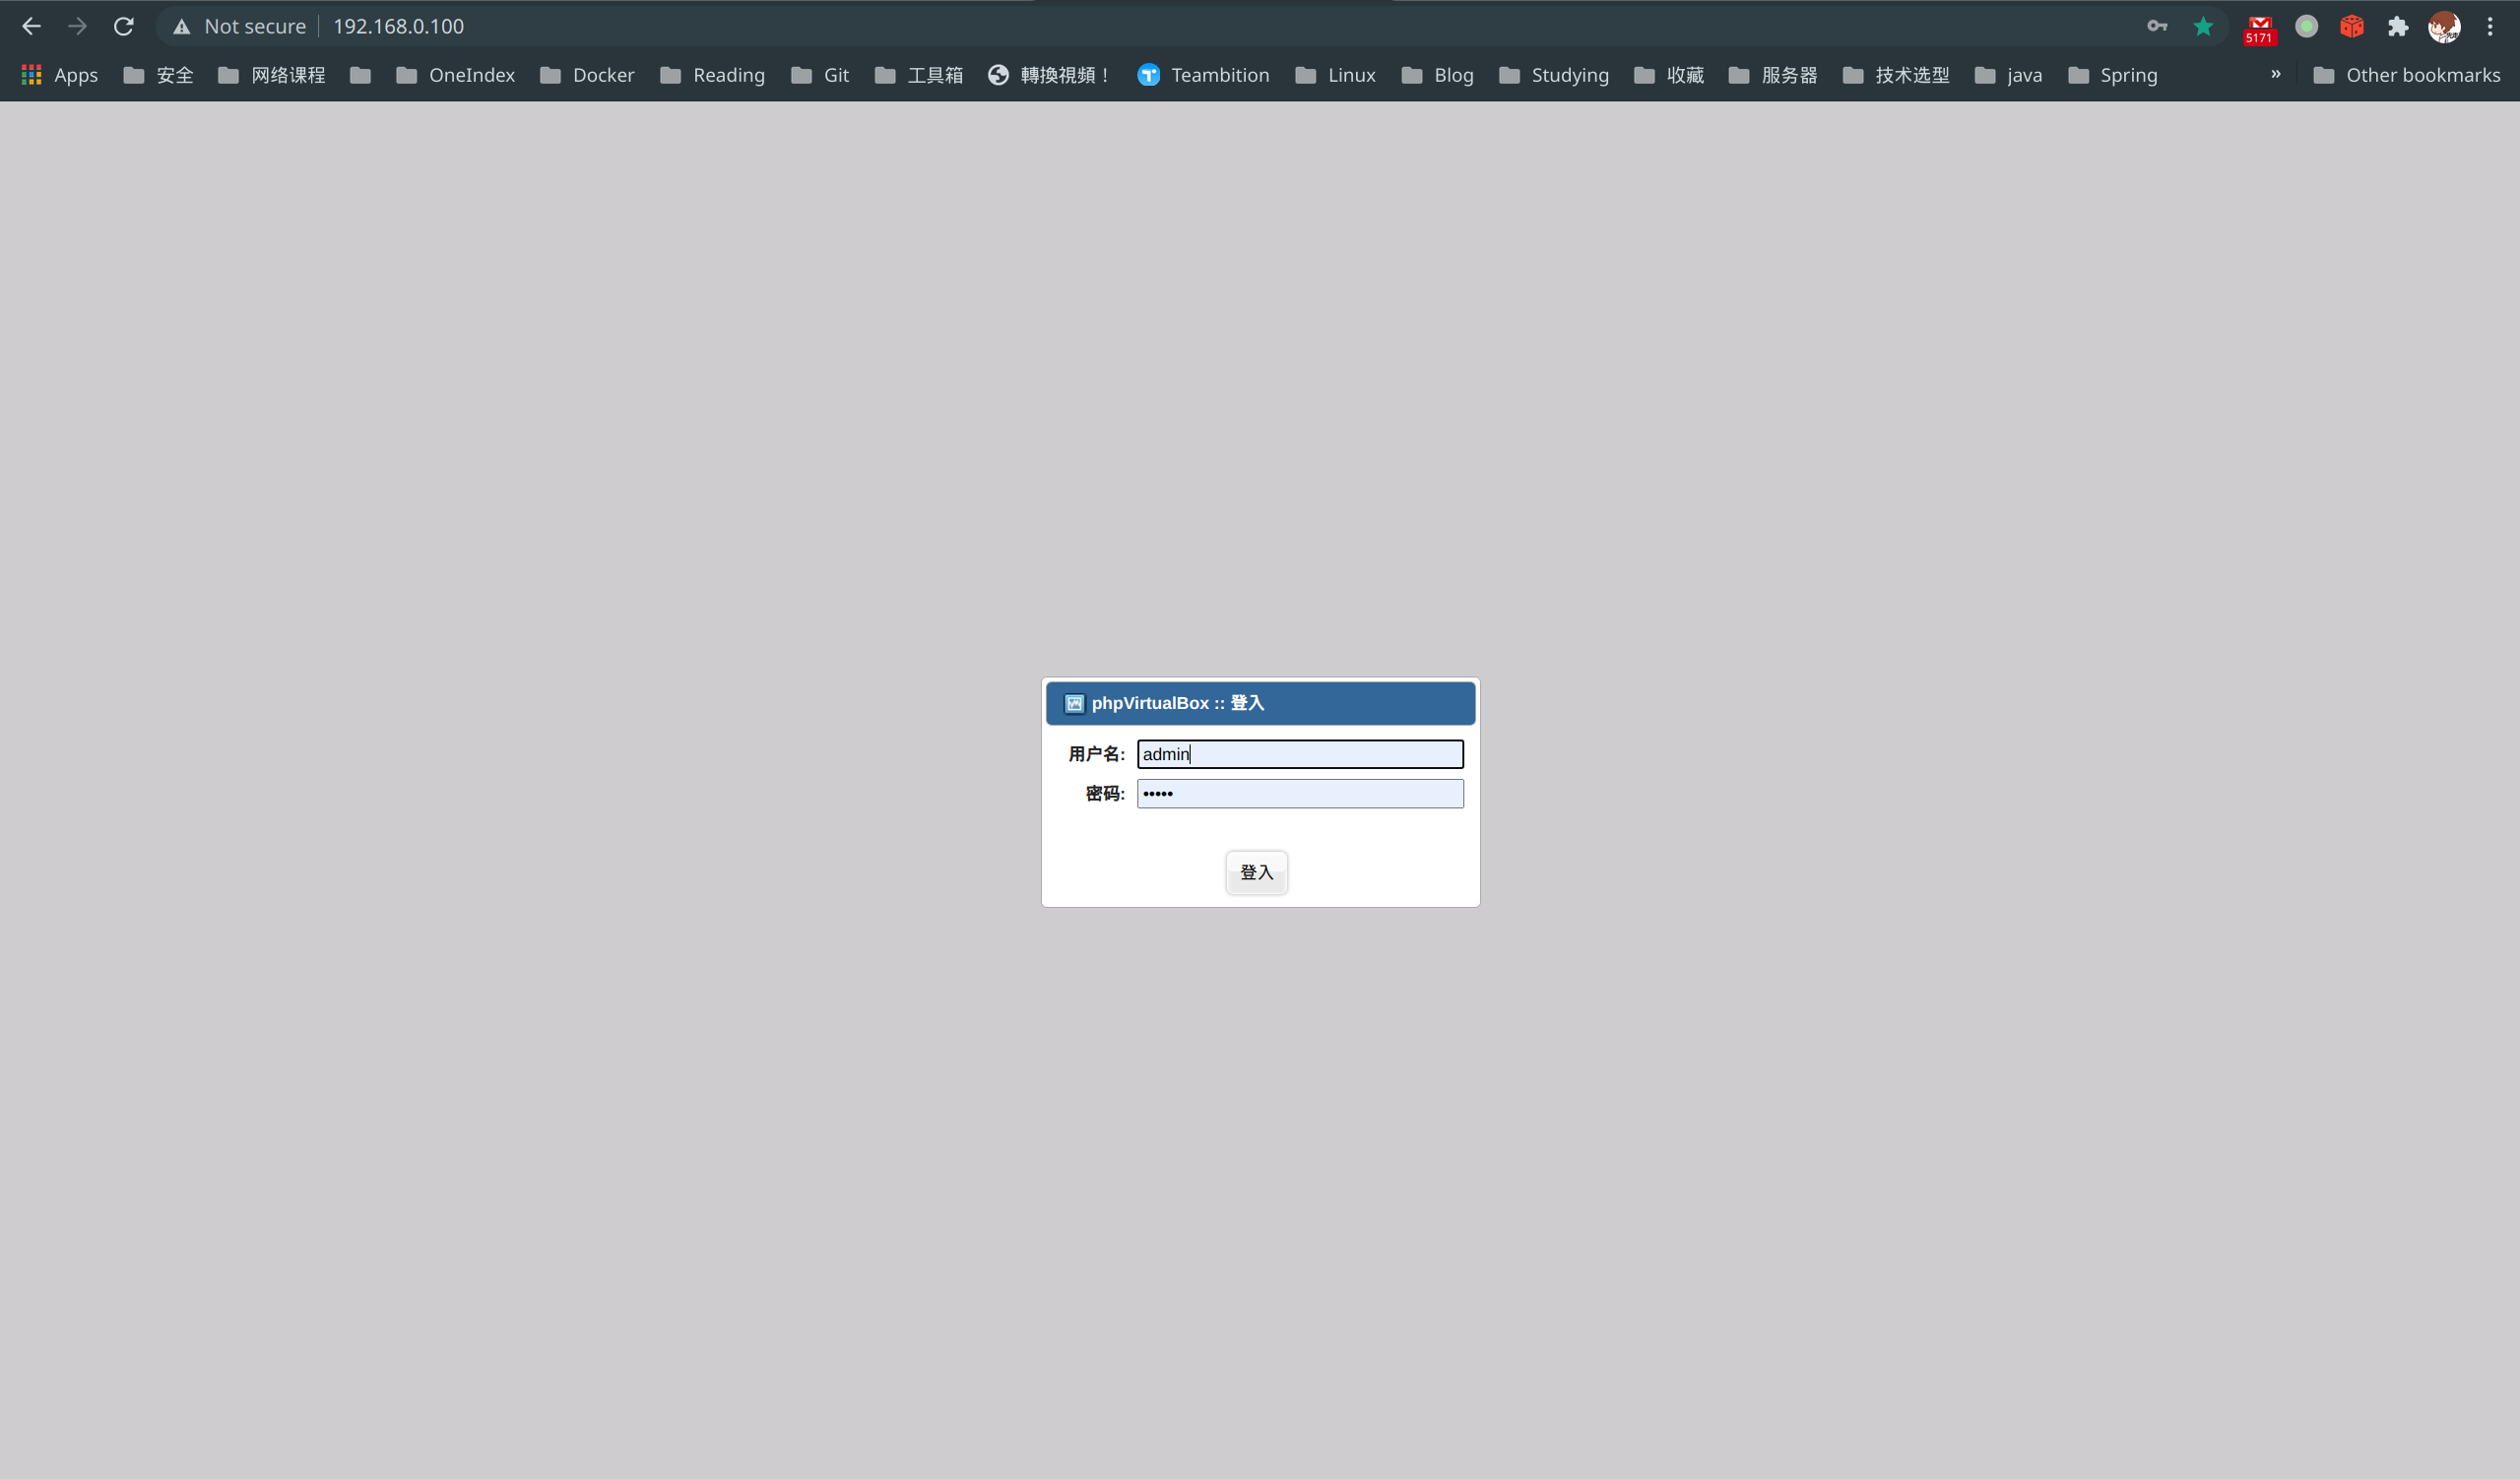 Not secure 192.168.0.100
5171
Apps 安全 网络课程 OneIndex Docker Reading Git 工具箱 轉換視頻！ Teambition Linux Blog Studying 收藏 服务器 技术选型 java Spring » Other bookmarks
phpVirtualBox :: 登入
用户名: admin
密码: •••••
登入